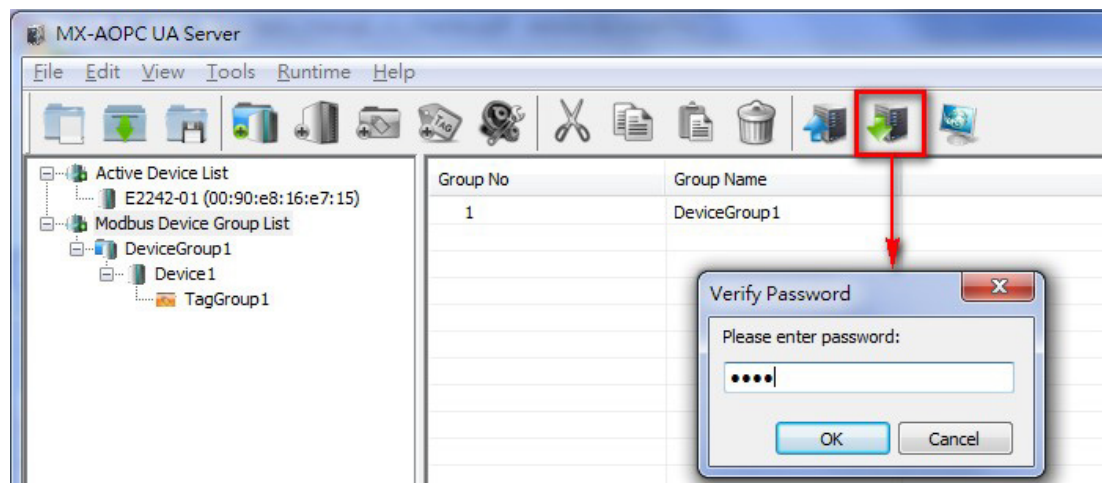 MX-AOPC UA Server
File Edit View Tools Runtime Help
TAG
Active Device List
E2242-01 (00:90:e8:16:e7:15)
Modbus Device Group List
DeviceGroup1
Device1
TagGroup1
Group No Group Name
1 DeviceGroup1
Verify Password
Please enter password:
••••
OK Cancel